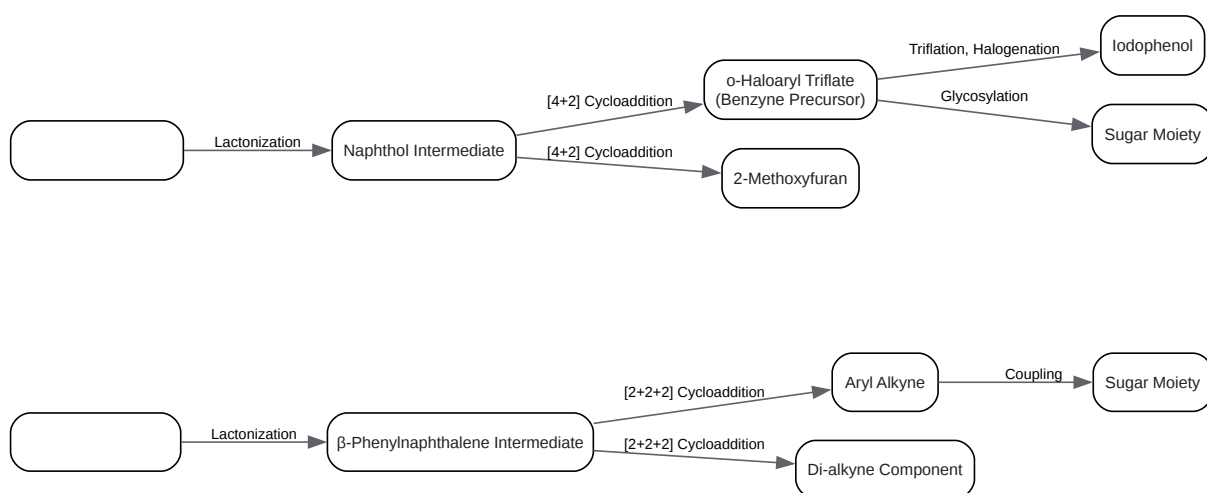 Triflation, Halogenation
Iodophenol
o-Haloaryl Triflate
(Benzyne Precursor)
[4+2] Cycloaddition
Glycosylation
Lactonization
Naphthol Intermediate
Sugar Moiety
[4+2] Cycloaddition
2-Methoxyfuran
[2+2+2] Cycloaddition
Aryl Alkyne
Coupling
Sugar Moiety
Lactonization
β-Phenylnaphthalene Intermediate
[2+2+2] Cycloaddition
Di-alkyne Component